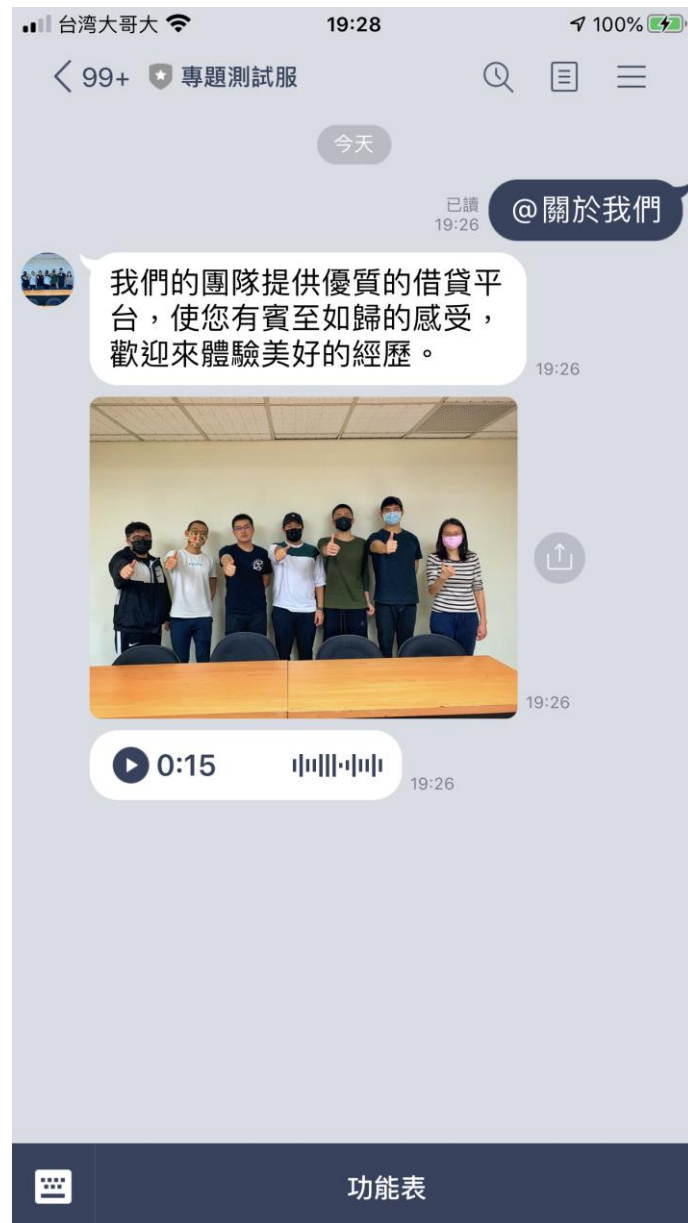 台湾大哥大
19:28
100%
99+
專題測試服
今天
已讀
19:26
@關於我們
我們的團隊提供優質的借貸平
台，使您有賓至如歸的感受，
歡迎來體驗美好的經歷。
19:26
19:26
0:15
19:26
功能表